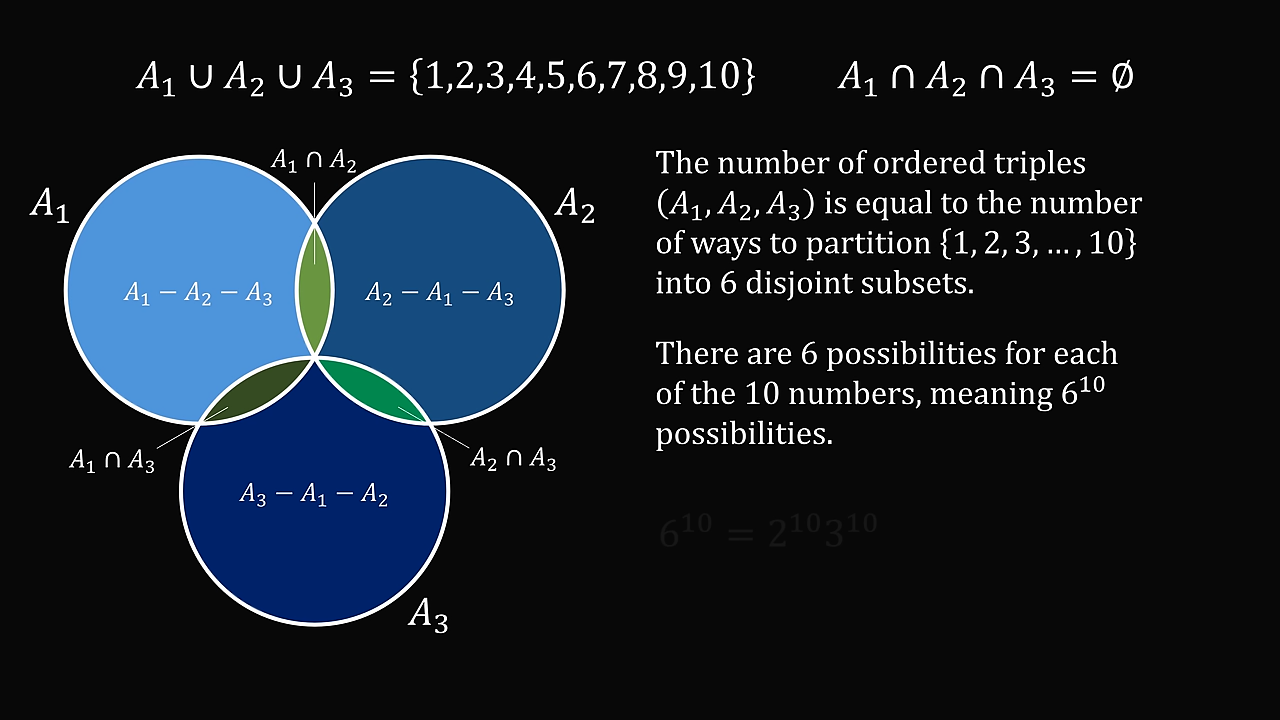 A₁ ∪ A₂ ∪ A₃ = {1,2,3,4,5,6,7,8,9,10}
A₁ ∩ A₂ ∩ A₃ = ∅
A₁ ∩ A₂
A₁
A₂
A₁ − A₂ − A₃
A₂ − A₁ − A₃
A₁ ∩ A₃
A₂ ∩ A₃
A₃ − A₁ − A₂
A₃
The number of ordered triples
(A₁, A₂, A₃) is equal to the number
of ways to partition {1, 2, 3, … , 10}
into 6 disjoint subsets.
There are 6 possibilities for each
of the 10 numbers, meaning 6¹⁰
possibilities.
6¹⁰ = 2¹⁰3¹⁰